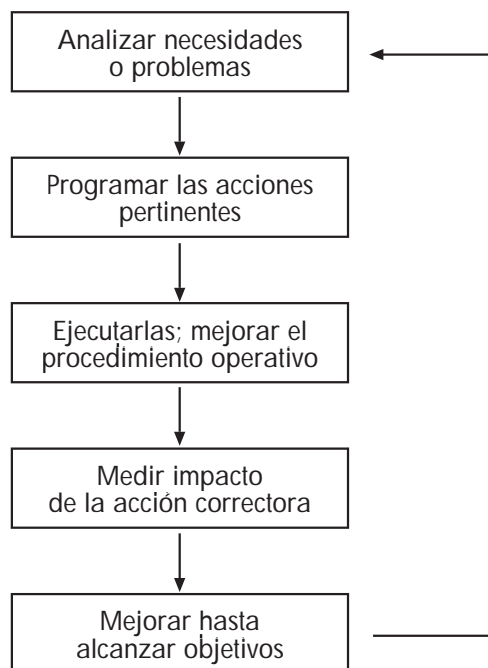 Analizar necesidades
o problemas
Programar las acciones
pertinentes
Ejecutarlas; mejorar el
procedimiento operativo
Medir impacto
de la acción correctora
Mejorar hasta
alcanzar objetivos